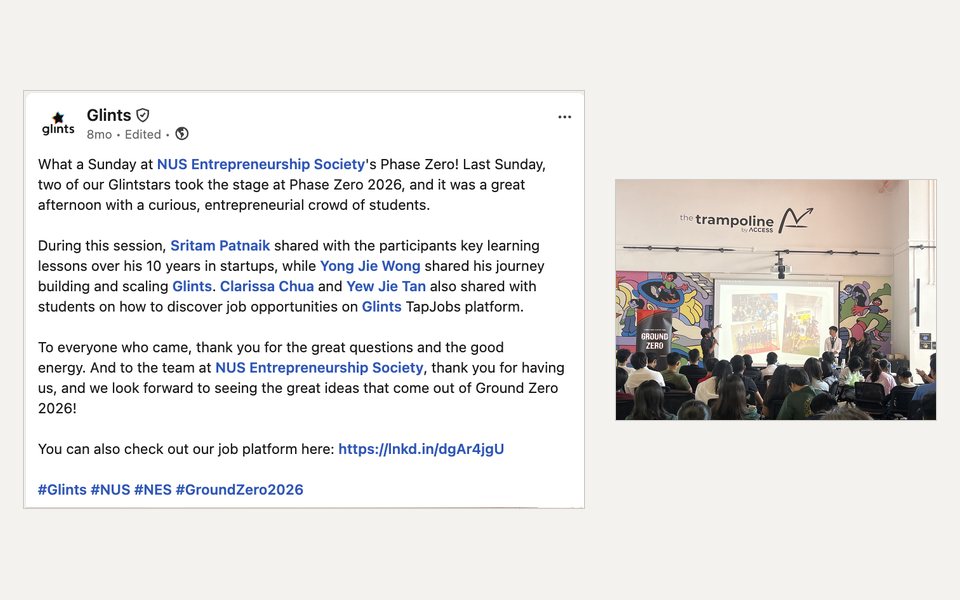 glints
Glints
8mo • Edited •
What a Sunday at NUS Entrepreneurship Society's Phase Zero! Last Sunday,
two of our Glintstars took the stage at Phase Zero 2026, and it was a great
afternoon with a curious, entrepreneurial crowd of students.
During this session, Sritam Patnaik shared with the participants key learning
lessons over his 10 years in startups, while Yong Jie Wong shared his journey
building and scaling Glints. Clarissa Chua and Yew Jie Tan also shared with
students on how to discover job opportunities on Glints TapJobs platform.
To everyone who came, thank you for the great questions and the good
energy. And to the team at NUS Entrepreneurship Society, thank you for having
us, and we look forward to seeing the great ideas that come out of Ground Zero
2026!
You can also check out our job platform here: https://lnkd.in/dgAr4jgU
#Glints #NUS #NES #GroundZero2026
the trampoline
by ACCESS
GROUND
ZERO